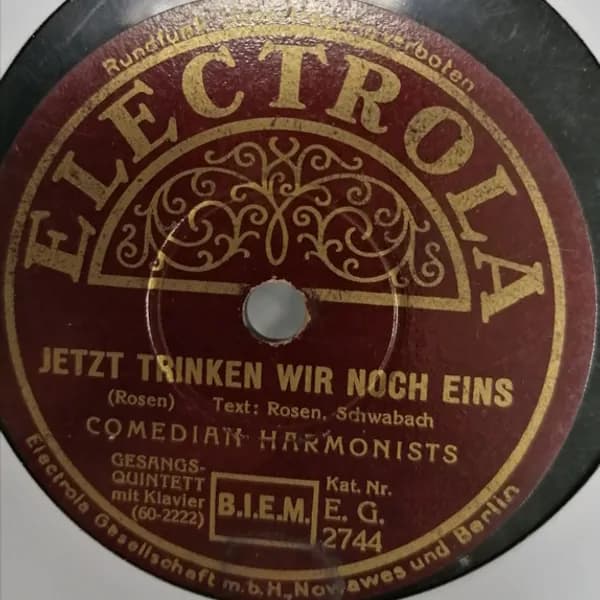 Rundfunk verboten
ELECTROLA
JETZT TRINKEN WIR NOCH EINS
(Rosen) Text: Rosen, Schwabach
COMEDIAN HARMONISTS
GESANGS-
QUINTETT
mit Klavier
(60-2222)
B.I.E.M.
Kat. Nr.
E. G.
2744
Electrola Gesellschaft m.b.H., Nowawes und Berlin